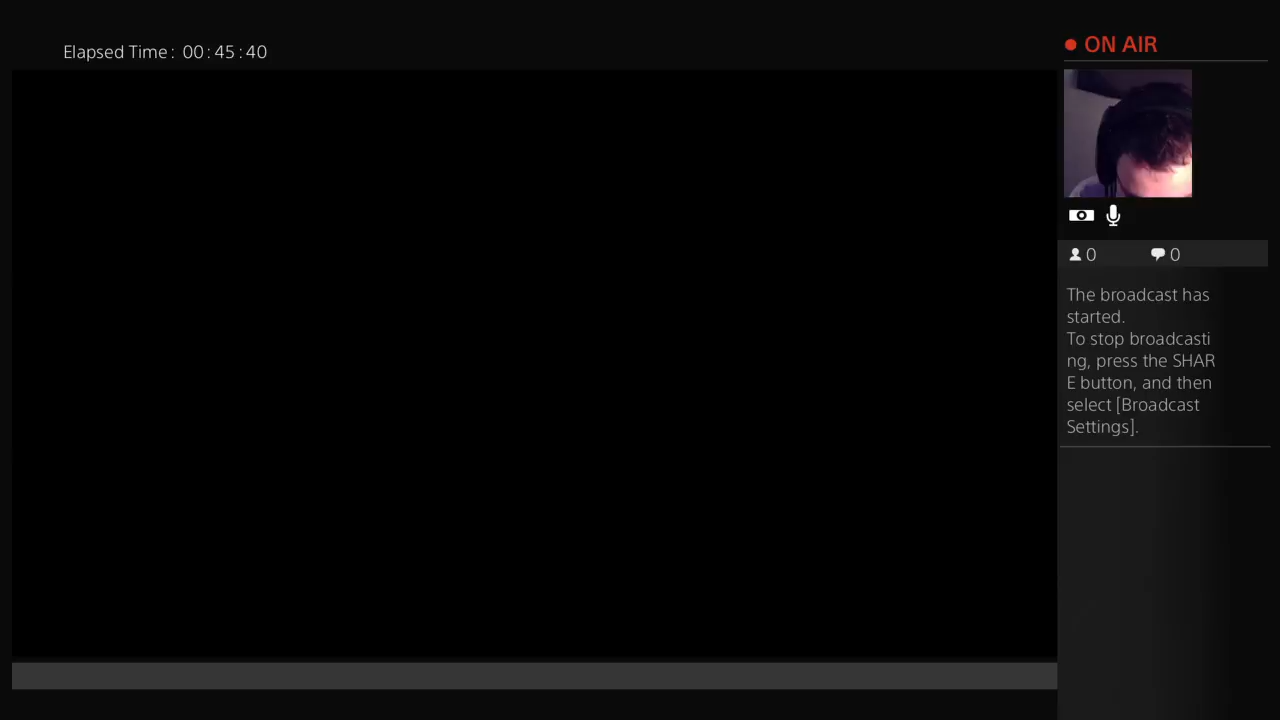 Elapsed Time: 00:45:40
ON AIR
0 0
The broadcast has
started.
To stop broadcasti
ng, press the SHAR
E button, and then
select [Broadcast
Settings].